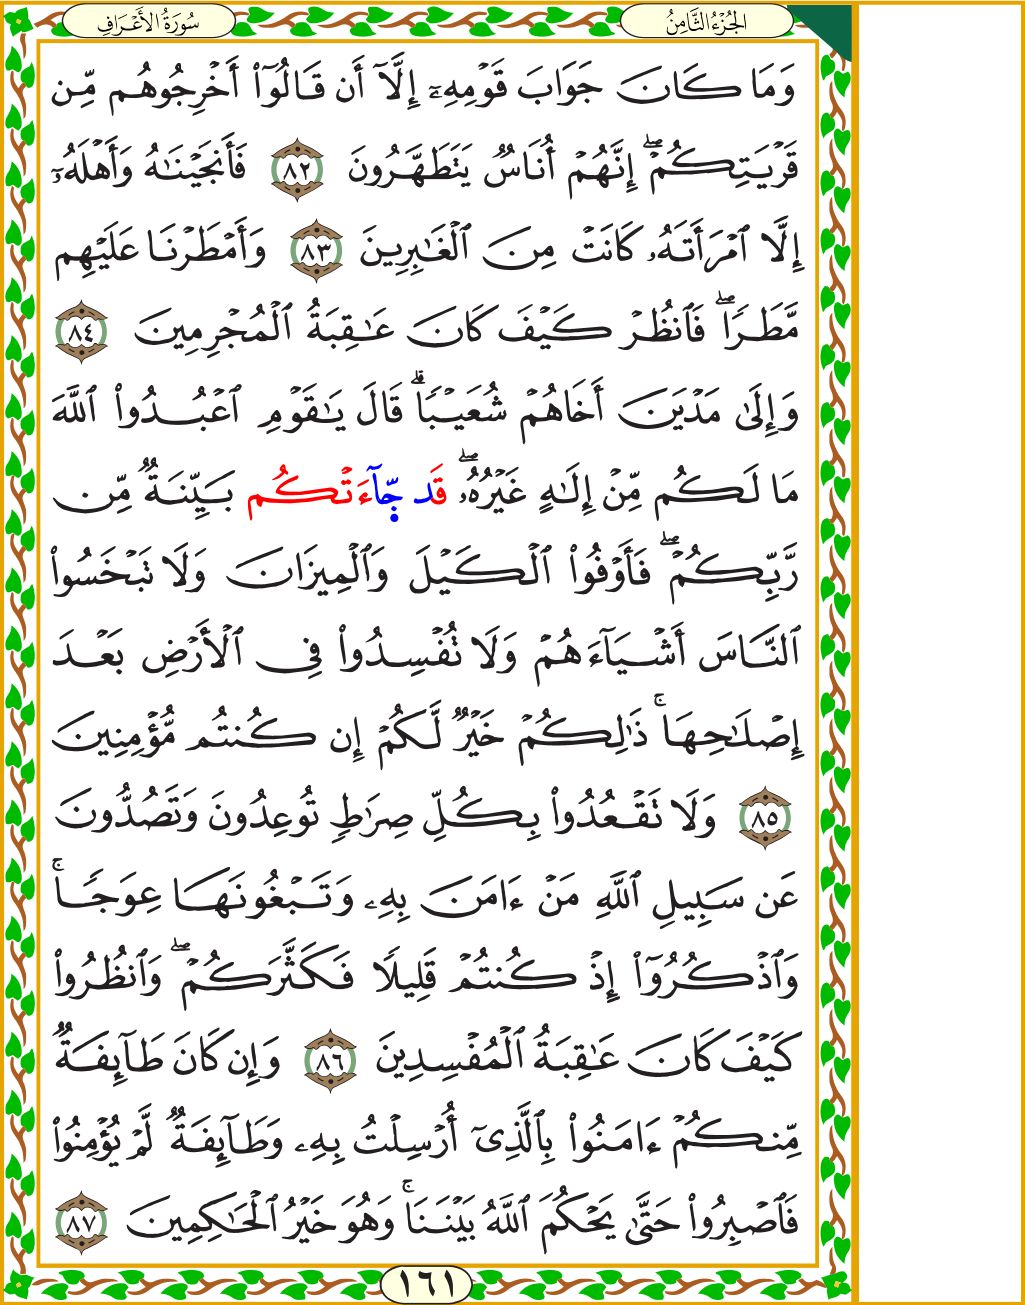 سُورَةُ الأَعْرَافِ
الجُزْءُ الثَّامِنُ
وَمَا كَانَ جَوَابَ قَوْمِهِۦٓ إِلَّآ أَن قَالُوٓاْ أَخْرِجُوهُم مِّن
قَرْيَتِكُمْۖ إِنَّهُمْ أُنَاسٌ يَتَطَهَّرُونَ ٨٢ فَأَنجَيْنَٰهُ وَأَهْلَهُۥٓ
إِلَّا ٱمْرَأَتَهُۥ كَانَتْ مِنَ ٱلْغَٰبِرِينَ ٨٣ وَأَمْطَرْنَا عَلَيْهِم
مَّطَرًاۖ فَٱنظُرْ كَيْفَ كَانَ عَٰقِبَةُ ٱلْمُجْرِمِينَ ٨٤
وَإِلَىٰ مَدْيَنَ أَخَاهُمْ شُعَيْبًاۗ قَالَ يَٰقَوْمِ ٱعْبُدُواْ ٱللَّهَ
مَا لَكُم مِّنْ إِلَٰهٍ غَيْرُهُۥۖ قَد جَّآءَتْكُم بَيِّنَةٌ مِّن
رَّبِّكُمْۖ فَأَوْفُواْ ٱلْكَيْلَ وَٱلْمِيزَانَ وَلَا تَبْخَسُواْ
ٱلنَّاسَ أَشْيَآءَهُمْ وَلَا تُفْسِدُواْ فِى ٱلْأَرْضِ بَعْدَ
إِصْلَٰحِهَاۚ ذَٰلِكُمْ خَيْرٌ لَّكُمْ إِن كُنتُم مُّؤْمِنِينَ
٨٥ وَلَا تَقْعُدُواْ بِكُلِّ صِرَٰطٍ تُوعِدُونَ وَتَصُدُّونَ
عَن سَبِيلِ ٱللَّهِ مَنْ ءَامَنَ بِهِۦ وَتَبْغُونَهَا عِوَجًاۚ
وَٱذْكُرُوٓاْ إِذْ كُنتُمْ قَلِيلًا فَكَثَّرَكُمْۖ وَٱنظُرُواْ
كَيْفَ كَانَ عَٰقِبَةُ ٱلْمُفْسِدِينَ ٨٦ وَإِن كَانَ طَآئِفَةٌ
مِّنكُمْ ءَامَنُواْ بِٱلَّذِىٓ أُرْسِلْتُ بِهِۦ وَطَآئِفَةٌ لَّمْ يُؤْمِنُواْ
فَٱصْبِرُواْ حَتَّىٰ يَحْكُمَ ٱللَّهُ بَيْنَنَاۚ وَهُوَ خَيْرُ ٱلْحَٰكِمِينَ ٨٧
١٦١